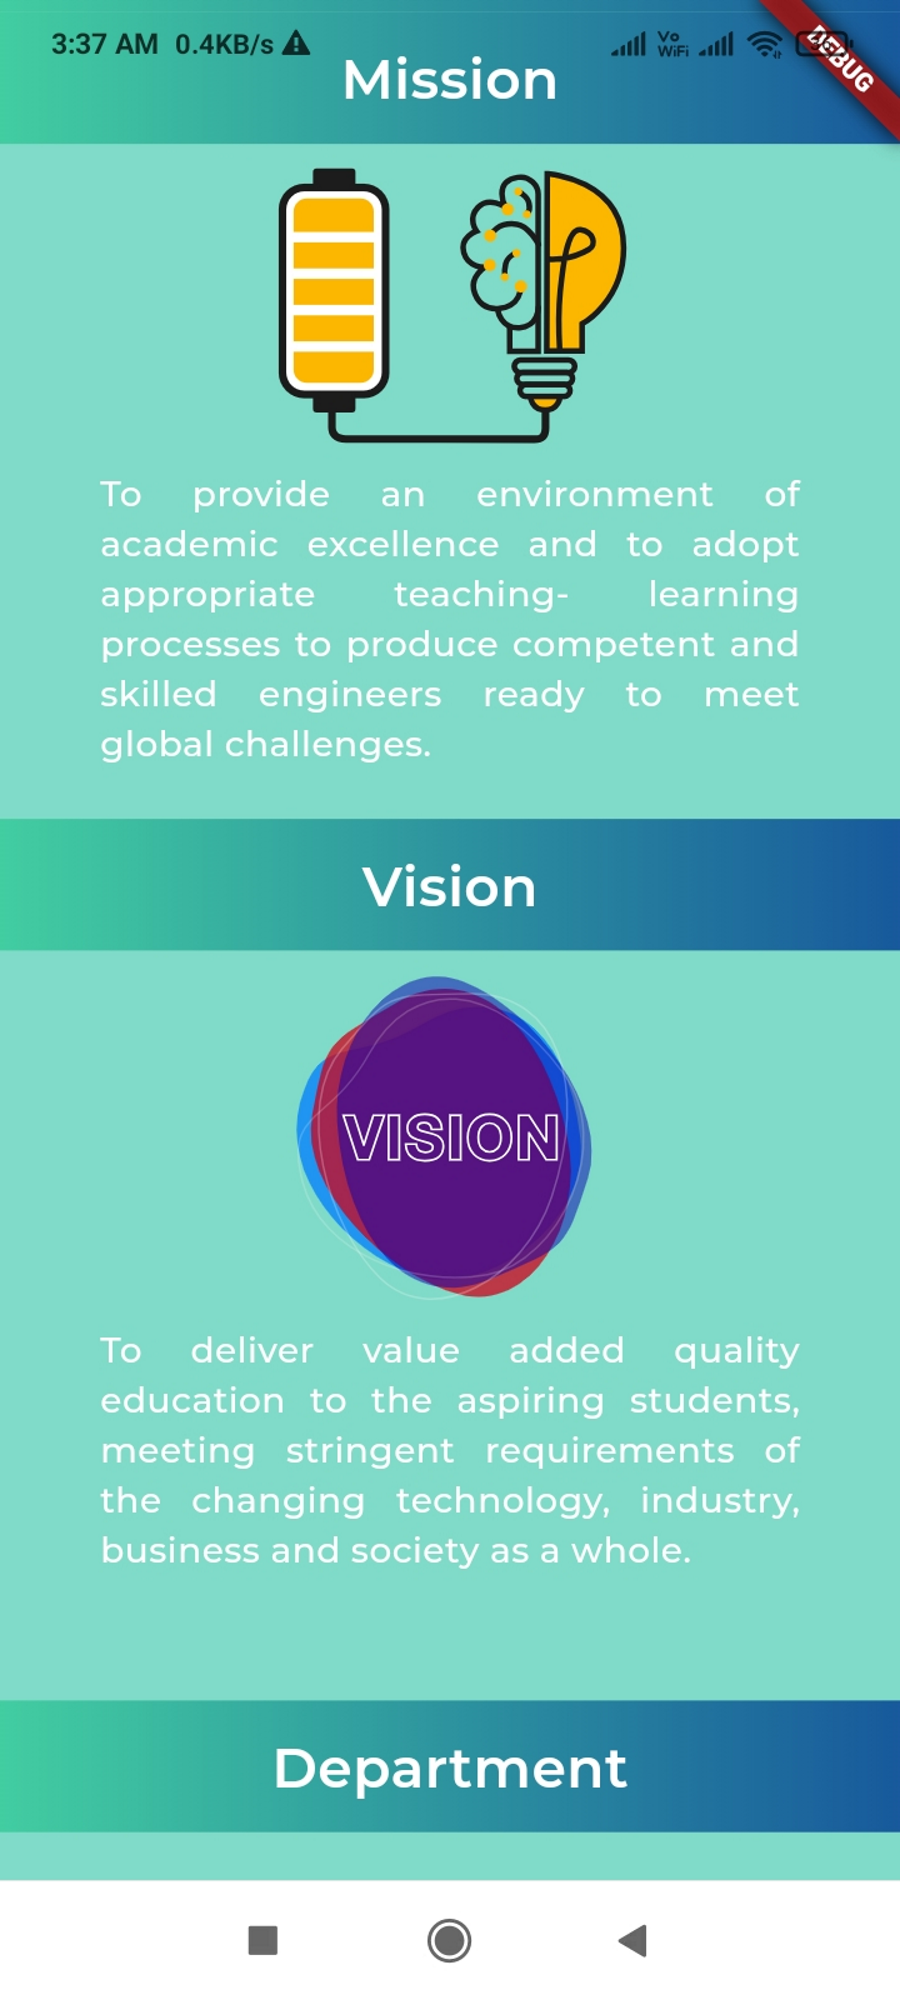 3:37 AM 0.4KB/s
Vo
WiFi
DEBUG
Mission
To provide an environment of
academic excellence and to adopt
appropriate teaching- learning
processes to produce competent and
skilled engineers ready to meet
global challenges.
Vision
VISION
To deliver value added quality
education to the aspiring students,
meeting stringent requirements of
the changing technology, industry,
business and society as a whole.
Department